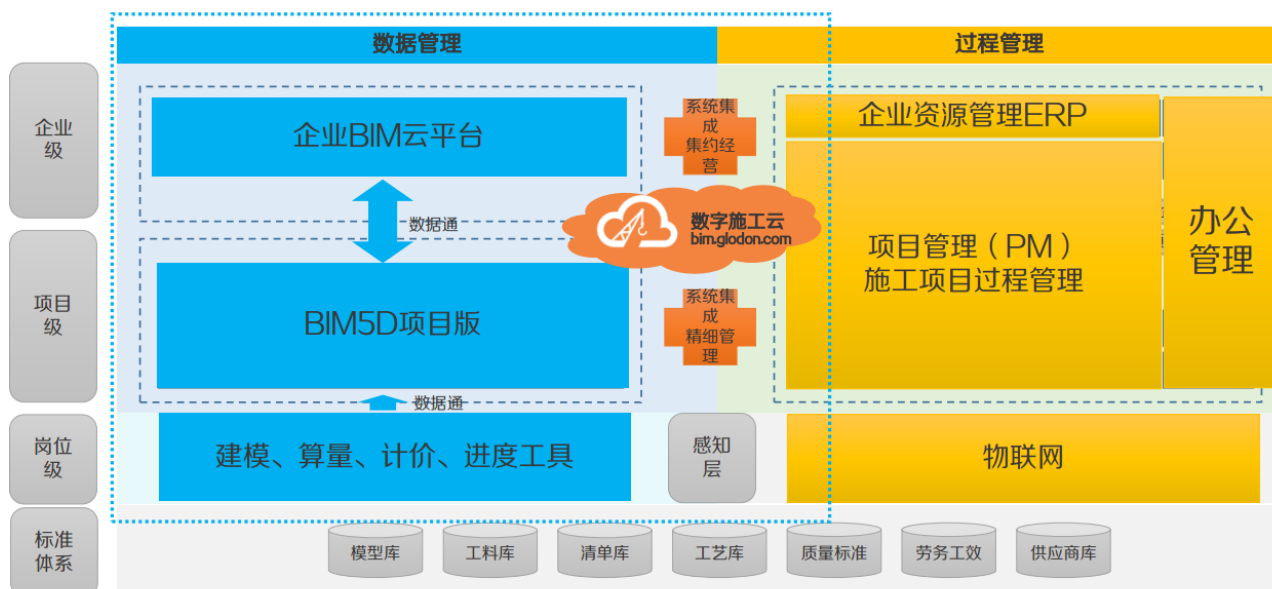 数据管理
过程管理
企业
级
企业BIM云平台
系统集
成
集约经
营
企业资源管理ERP
数据通
数字施工云
bim.glodon.com
项目管理（PM）
施工项目过程管理
办公
管理
项目
级
BIM5D项目版
系统集
成
精细管
理
数据通
岗位
级
建模、算量、计价、进度工具
感知
层
物联网
标准
体系
模型库
工料库
清单库
工艺库
质量标准
劳务工效
供应商库